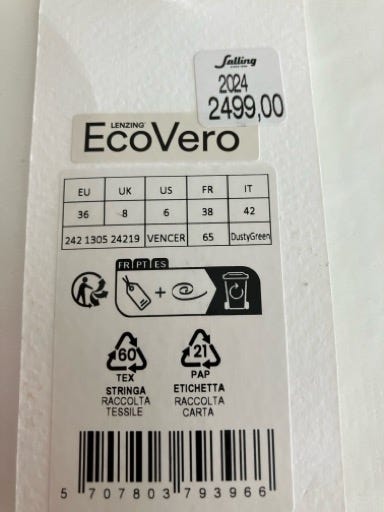 Salling
2024
2499,00
LENZING
EcoVero
EU UK US FR IT
36 8 6 38 42
242 1305 24219 VENCER 65 DustyGreen
FR PT ES
+
60 21
TEX PAP
STRINGA ETICHETTA
RACCOLTA RACCOLTA
TESSILE CARTA
5 707803 793966